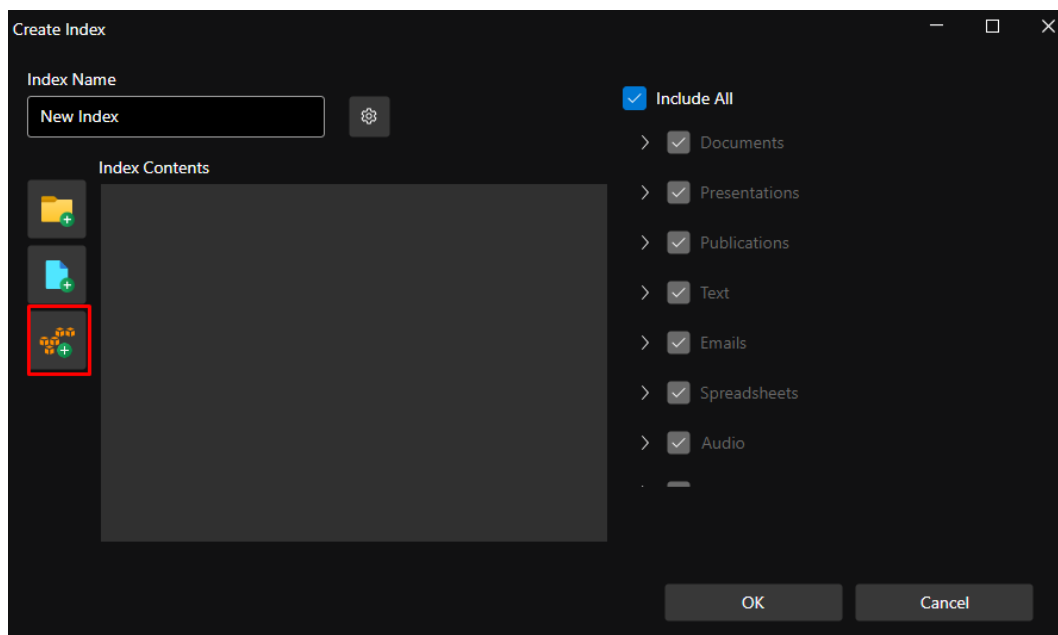 Create Index
Index Name
New Index
Index Contents
Include All
Documents
Presentations
Publications
Text
Emails
Spreadsheets
Audio
OK
Cancel